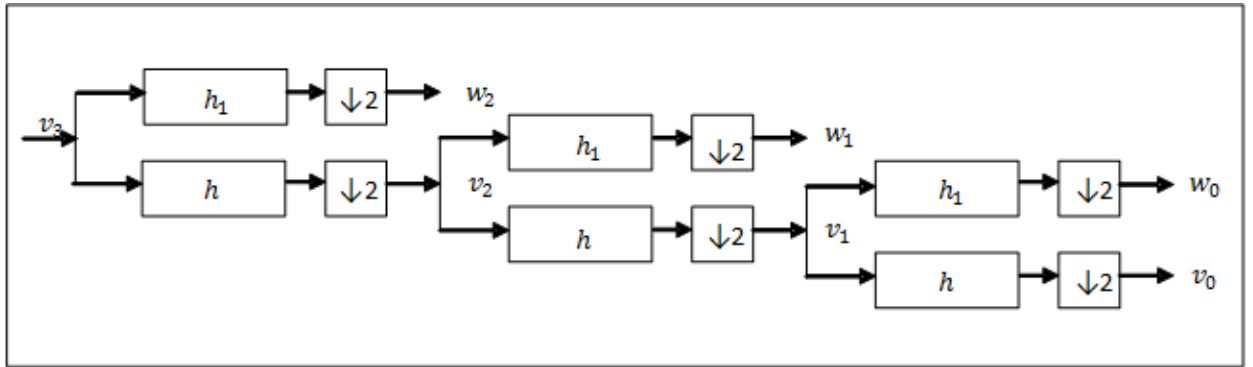 h₁ ↓2 w₂
v₃
h₁ ↓2 w₁
h ↓2 v₂
h₁ ↓2 w₀
h ↓2 v₁
h ↓2 v₀